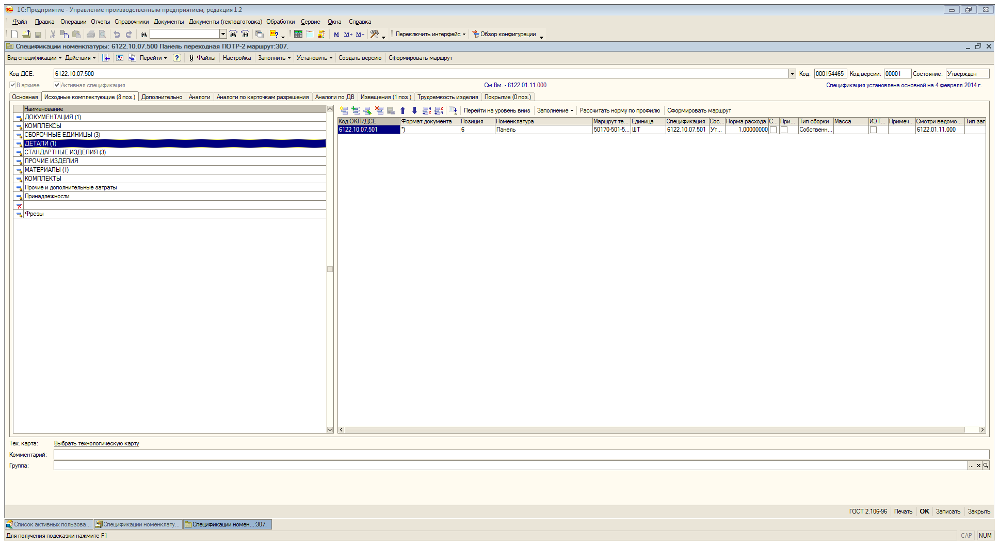 1С:Предприятие - Управление производственным предприятием, редакция 1.2
Файл Правка Операции Отчеты Справочники Документы Документы (техподготовка) Обработки Сервис Окна Справка
M M+ M- Переключить интерфейс Обзор конфигурации
Спецификации номенклатуры: 6122.10.07.500 Панель переходная ПОТР-2 маршрут:307.
Вид спецификации Действия Перейти ? Файлы Настройка Заполнить Установить Создать версию Сформировать маршрут
Код ДСЕ: 6122.10.07.500 Код: 000154465 Код версии: 00001 Состояние: Утвержден
В архиве Активная спецификация См.Вм. - 6122.01.11.000 Спецификация установлена основной на 4 февраля 2014 г.
Основная Исходные комплектующие (8 поз.) Дополнительно Аналоги Аналоги по карточкам разрешения Аналоги по ДВ Извещения (1 поз.) Трудоемкость изделия Покрытие (0 поз.)
Наименование
ДОКУМЕНТАЦИЯ (1)
КОМПЛЕКСЫ
СБОРОЧНЫЕ ЕДИНИЦЫ (3)
ДЕТАЛИ (1)
СТАНДАРТНЫЕ ИЗДЕЛИЯ (3)
ПРОЧИЕ ИЗДЕЛИЯ
МАТЕРИАЛЫ (1)
КОМПЛЕКТЫ
Прочие и дополнительные затраты
Принадлежности
Фрезы
Перейти на уровень вниз Заполнение Рассчитать норму по профилю Сформировать маршрут
Код ОКП/ДСЕ Формат документа Позиция Номенклатура Маршрут те... Единица Спецификация Сос... Норма расхода С... При... Тип сборки Масса ИЭТ... Примеч... Смотри ведомо... Тип заг
6122.10.07.501 *) 6 Панель 50170-501-5... ШТ 6122.10.07.501 Ут... 1,00000000 Собственн... 6122.01.11.000
Тех. карта: Выбрать технологическую карту
Комментарий:
Группа:
ГОСТ 2.106-96 Печать OK Записать Закрыть
Список активных пользова... Спецификации номенклату... Спецификации номен...:307.
Для получения подсказки нажмите F1 CAP NUM